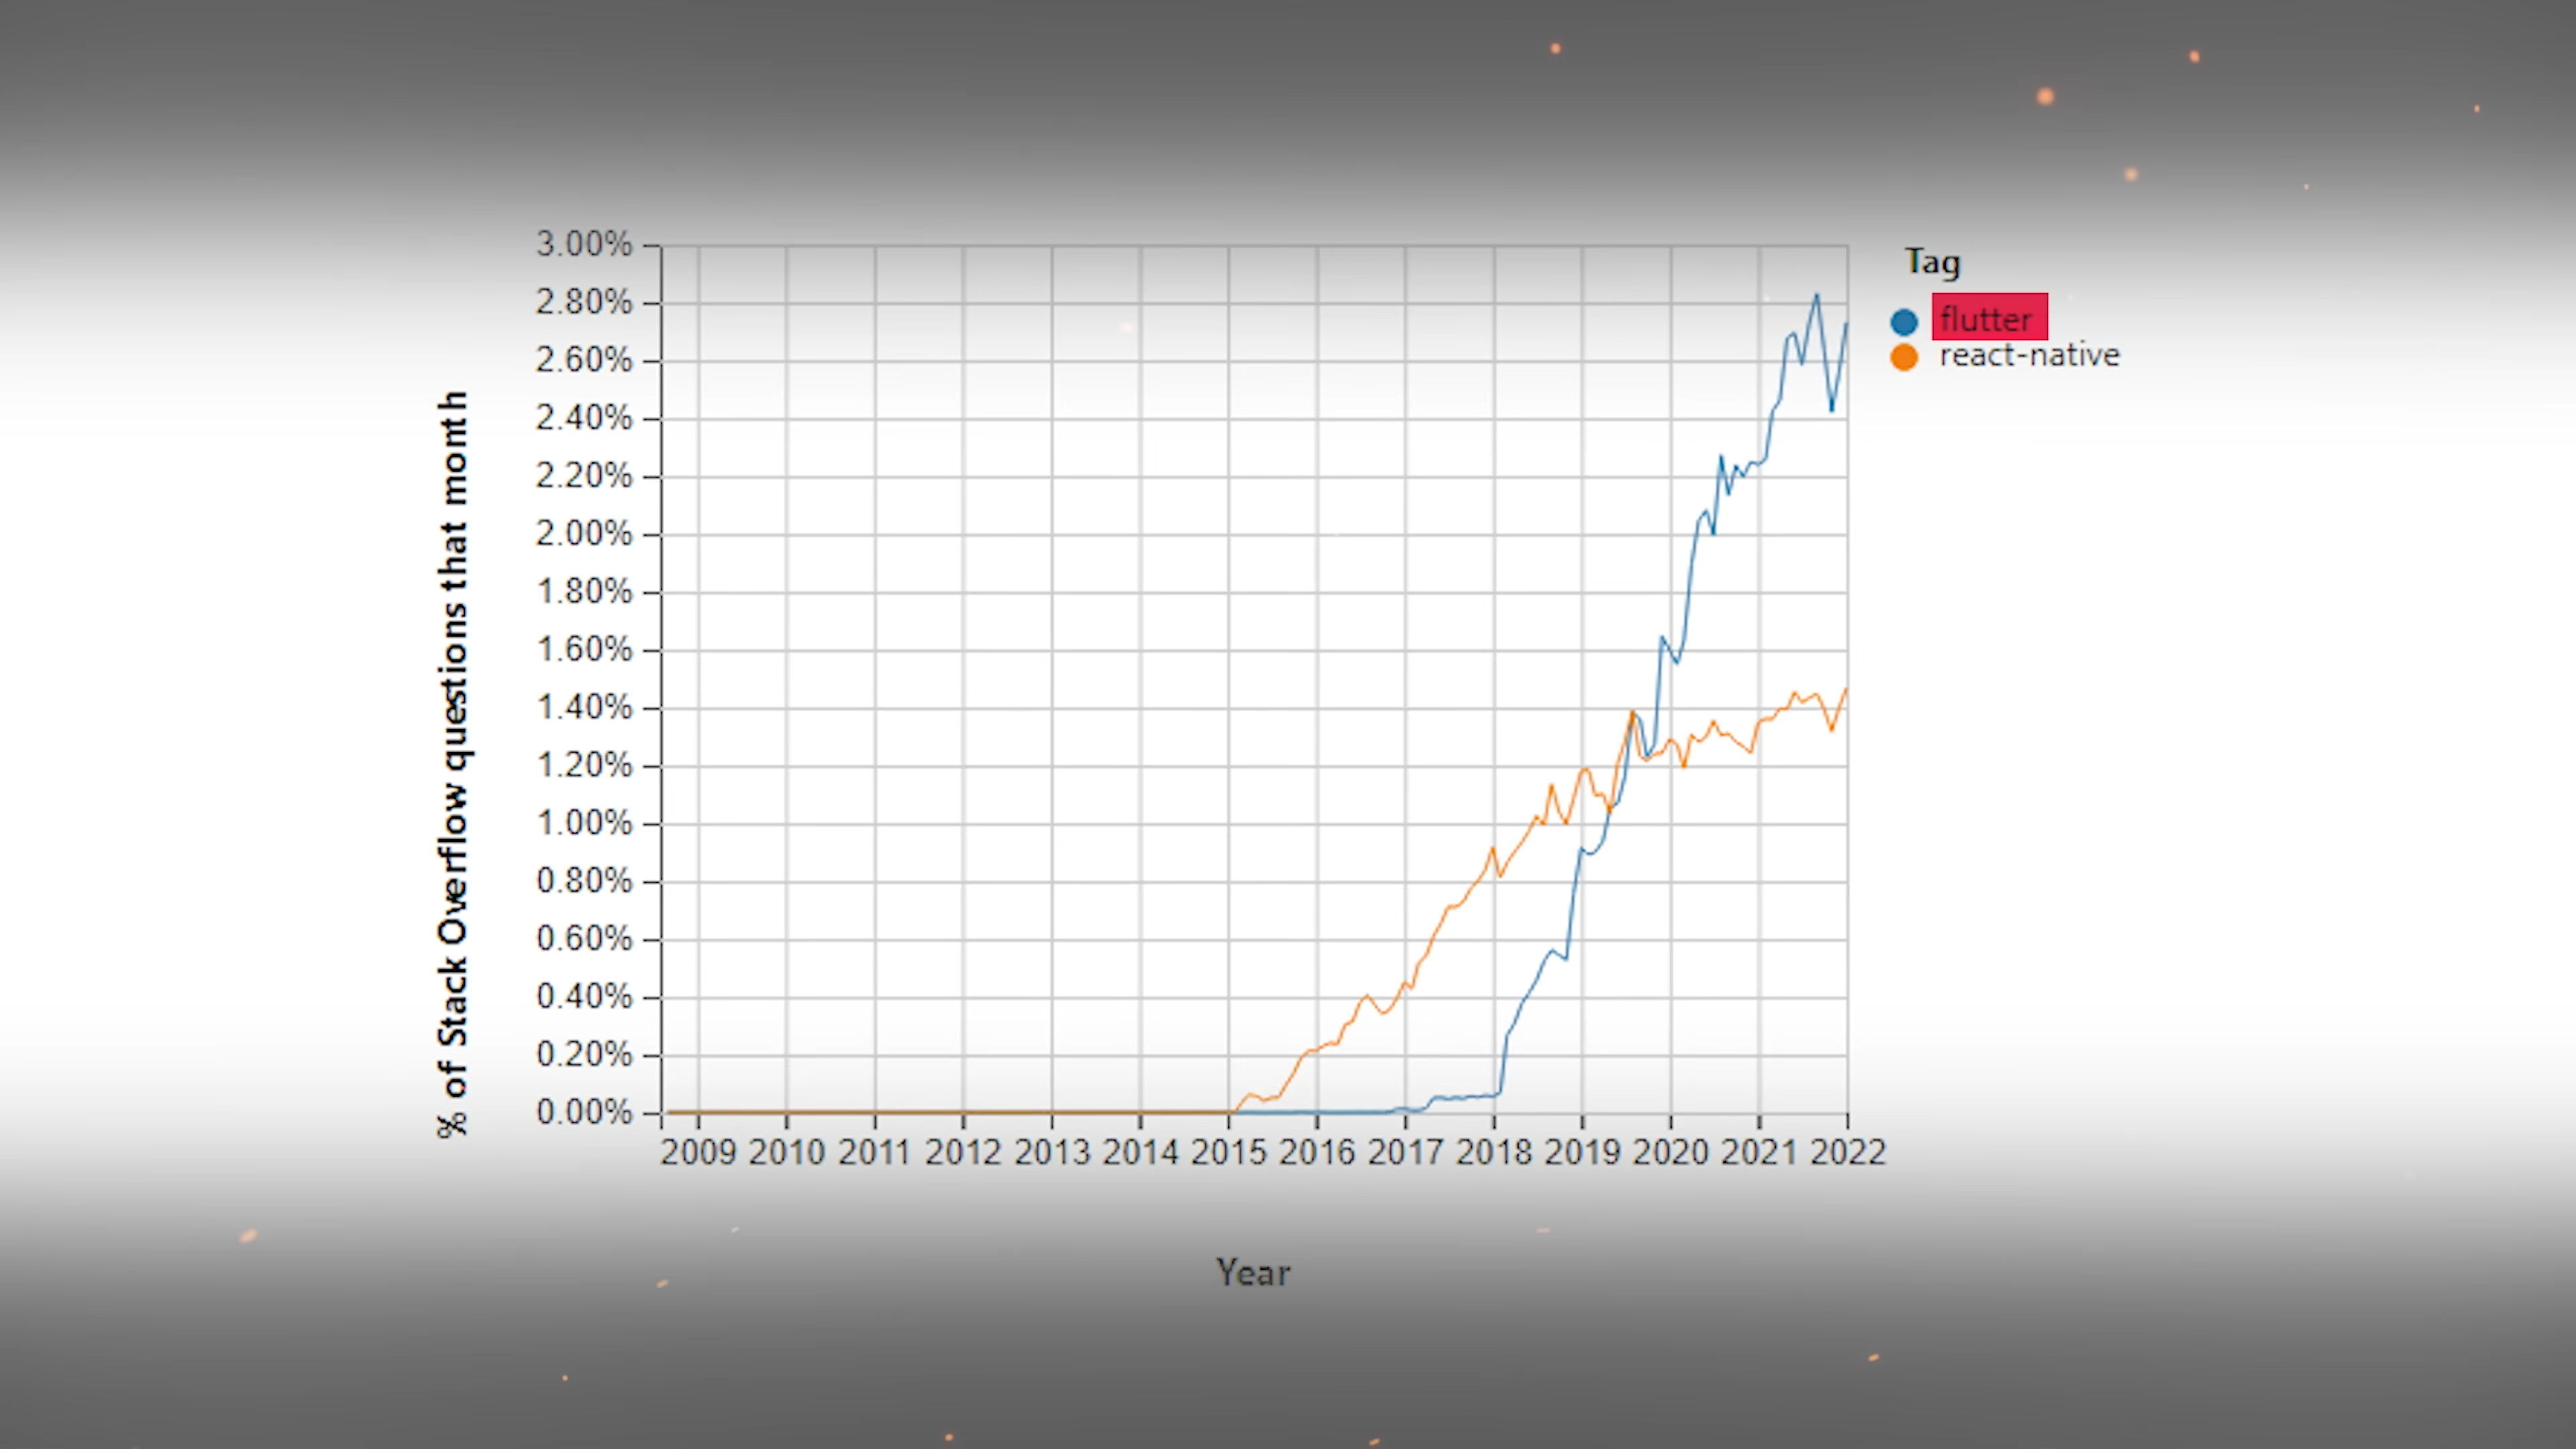 3.00%
2.80%
2.60%
2.40%
2.20%
2.00%
1.80%
1.60%
1.40%
1.20%
1.00%
0.80%
0.60%
0.40%
0.20%
0.00%
% of Stack Overflow questions that month
2009 2010 2011 2012 2013 2014 2015 2016 2017 2018 2019 2020 2021 2022
Year
Tag
flutter
react-native